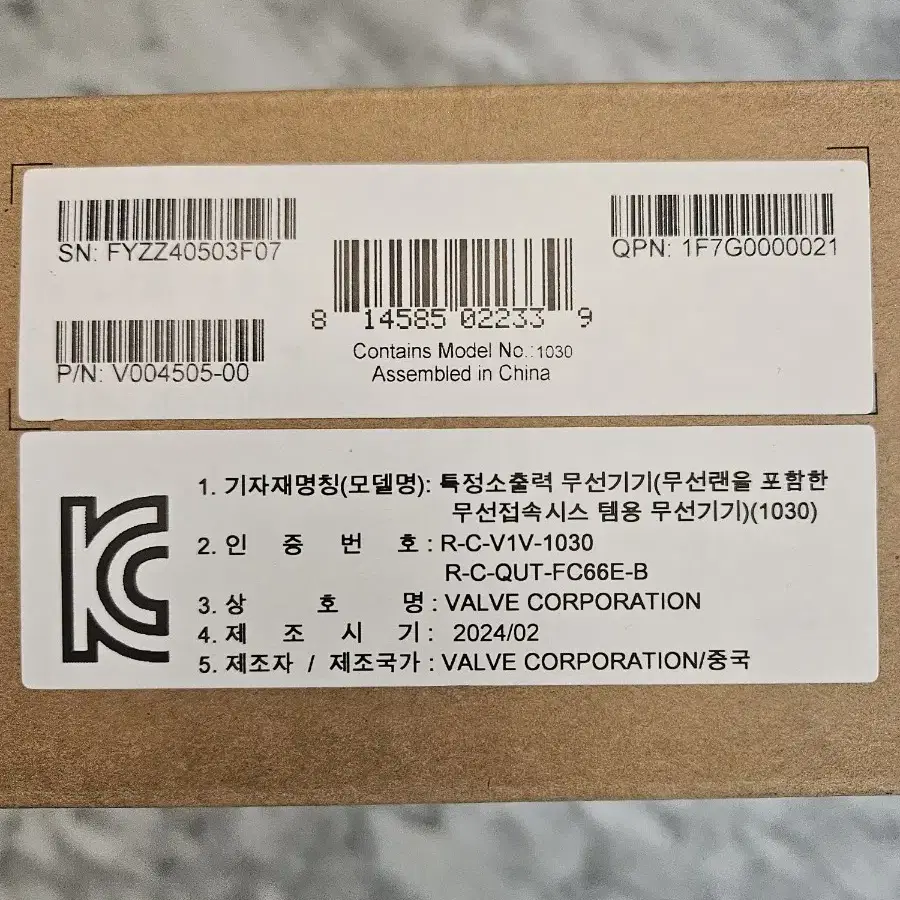 SN: FYZZ40503F07
QPN: 1F7G0000021
8 14585 02233 9
P/N: V004505-00
Contains Model No.:1030
Assembled in China
1. 기자재명칭(모델명): 특정소출력 무선기기(무선랜을 포함한
무선접속시스 템용 무선기기)(1030)
2. 인 증 번 호 : R-C-V1V-1030
R-C-QUT-FC66E-B
3. 상 호 명 : VALVE CORPORATION
4. 제 조 시 기 : 2024/02
5. 제조자 / 제조국가 : VALVE CORPORATION/중국